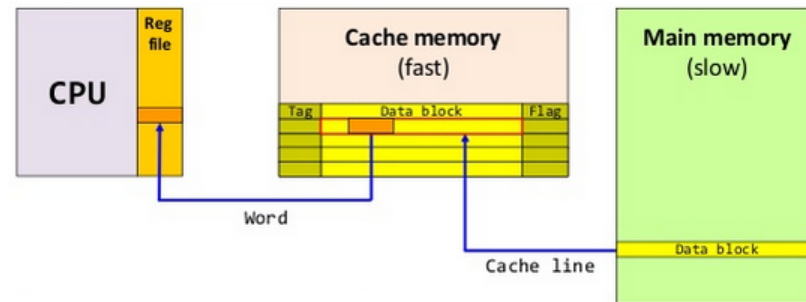 CPU
Reg
file
Cache memory
(fast)
Tag Data block Flag
Main memory
(slow)
Data block
Word
Cache line